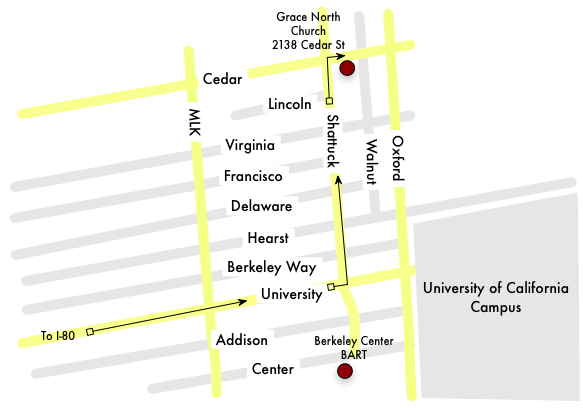 Grace North
Church
2138 Cedar St
Cedar
Lincoln
MLK
Shattuck
Virginia
Walnut
Oxford
Francisco
Delaware
Hearst
Berkeley Way
University
University of California
Campus
To I-80
Addison
Berkeley Center
BART
Center